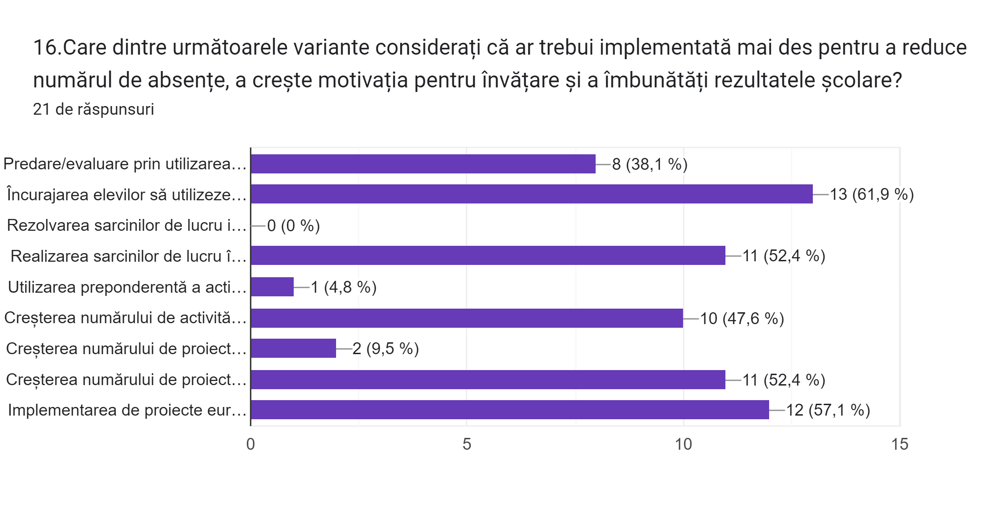 16.Care dintre următoarele variante considerați că ar trebui implementată mai des pentru a reduce
numărul de absențe, a crește motivația pentru învățare și a îmbunătăți rezultatele școlare?
21 de răspunsuri
Predare/evaluare prin utilizarea… 8 (38,1 %)
Încurajarea elevilor să utilizeze… 13 (61,9 %)
Rezolvarea sarcinilor de lucru i… 0 (0 %)
Realizarea sarcinilor de lucru î… 11 (52,4 %)
Utilizarea preponderentă a acti… 1 (4,8 %)
Creșterea numărului de activită… 10 (47,6 %)
Creșterea numărului de proiect… 2 (9,5 %)
Creșterea numărului de proiect… 11 (52,4 %)
Implementarea de proiecte eur… 12 (57,1 %)
0 5 10 15